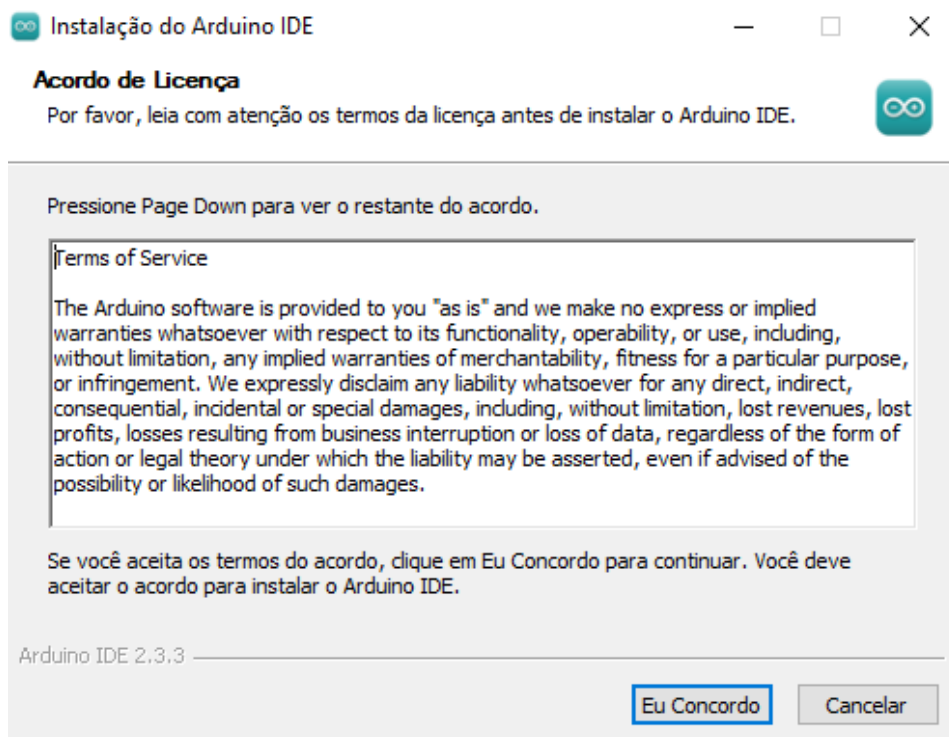 Instalação do Arduino IDE
Acordo de Licença
Por favor, leia com atenção os termos da licença antes de instalar o Arduino IDE.
Pressione Page Down para ver o restante do acordo.
Terms of Service
The Arduino software is provided to you "as is" and we make no express or implied
warranties whatsoever with respect to its functionality, operability, or use, including,
without limitation, any implied warranties of merchantability, fitness for a particular purpose,
or infringement. We expressly disclaim any liability whatsoever for any direct, indirect,
consequential, incidental or special damages, including, without limitation, lost revenues, lost
profits, losses resulting from business interruption or loss of data, regardless of the form of
action or legal theory under which the liability may be asserted, even if advised of the
possibility or likelihood of such damages.
Se você aceita os termos do acordo, clique em Eu Concordo para continuar. Você deve
aceitar o acordo para instalar o Arduino IDE.
Arduino IDE 2.3.3
Eu Concordo Cancelar